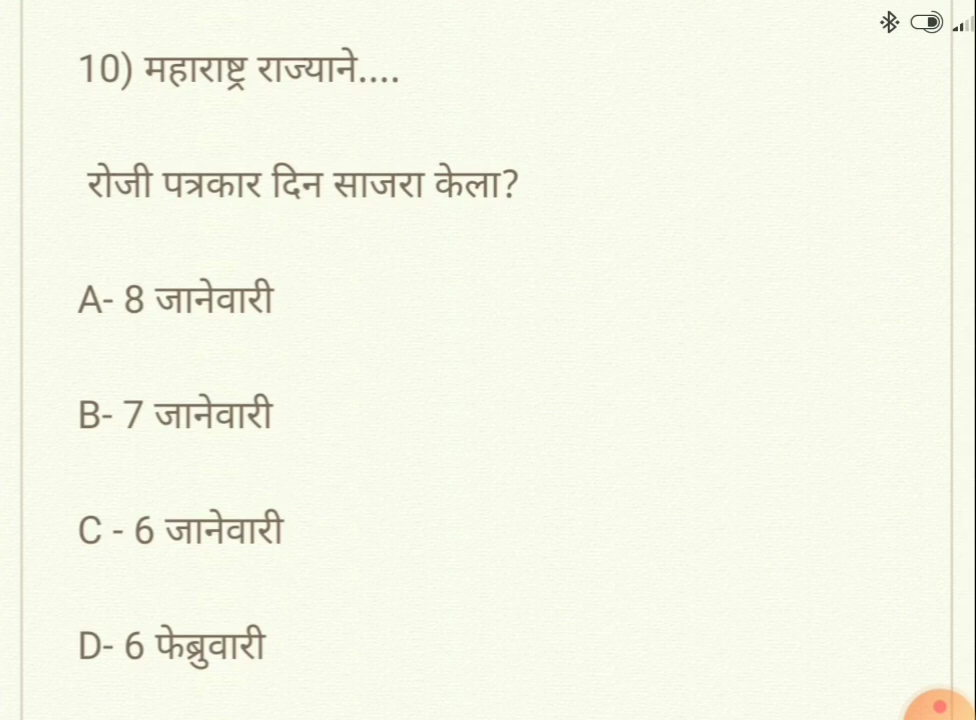 10) महाराष्ट्र राज्याने....
रोजी पत्रकार दिन साजरा केला?
A- 8 जानेवारी
B- 7 जानेवारी
C - 6 जानेवारी
D- 6 फेब्रुवारी